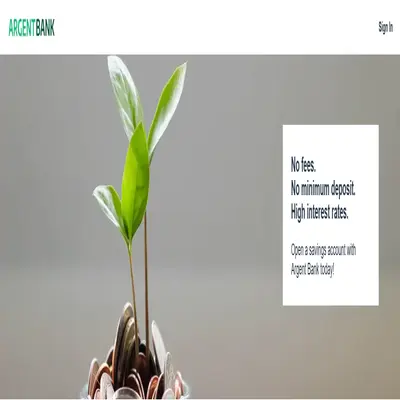 ARGENTBANK
Sign In
No fees.
No minimum deposit.
High interest rates.
Open a savings account with
Argent Bank today!